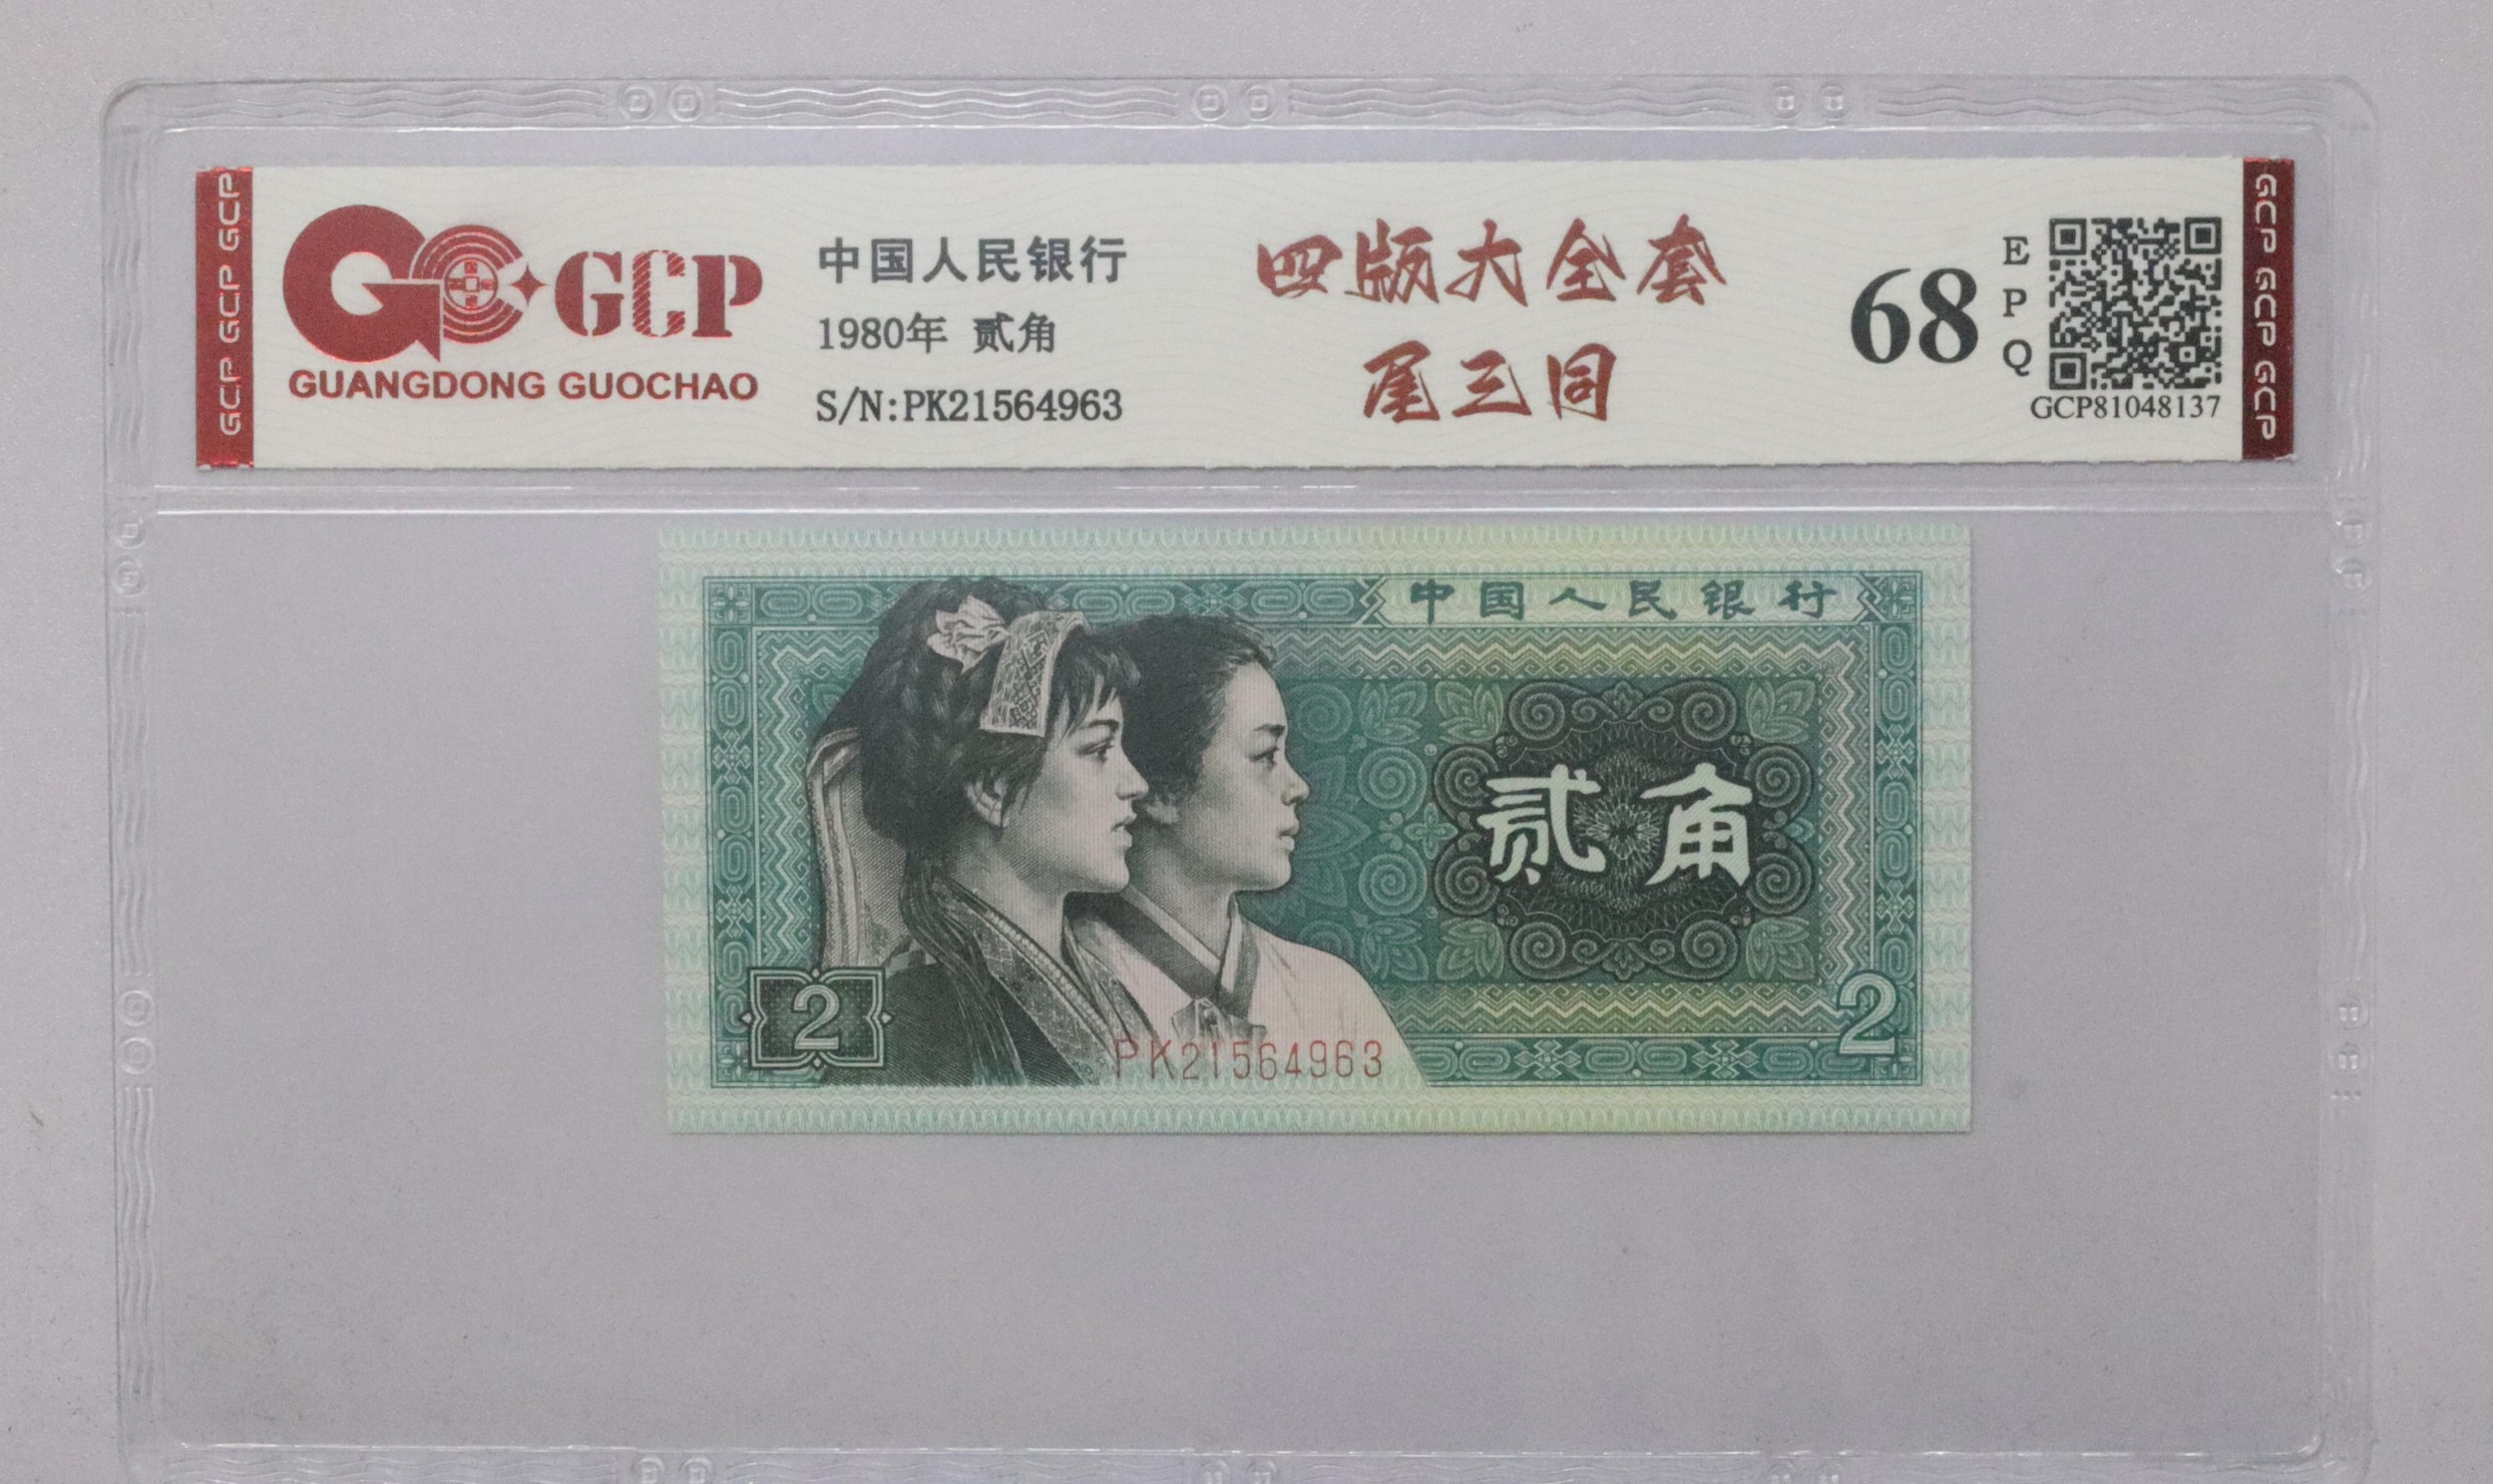 GCP GCP GCP
GCP
GUANGDONG GUOCHAO
中国人民银行
1980年 贰角
S/N:PK21564963
四版大全套
尾三同
68
EPQ
GCP81048137
GCP GCP GCP
中国人民银行
贰角
2
2
PK21564963